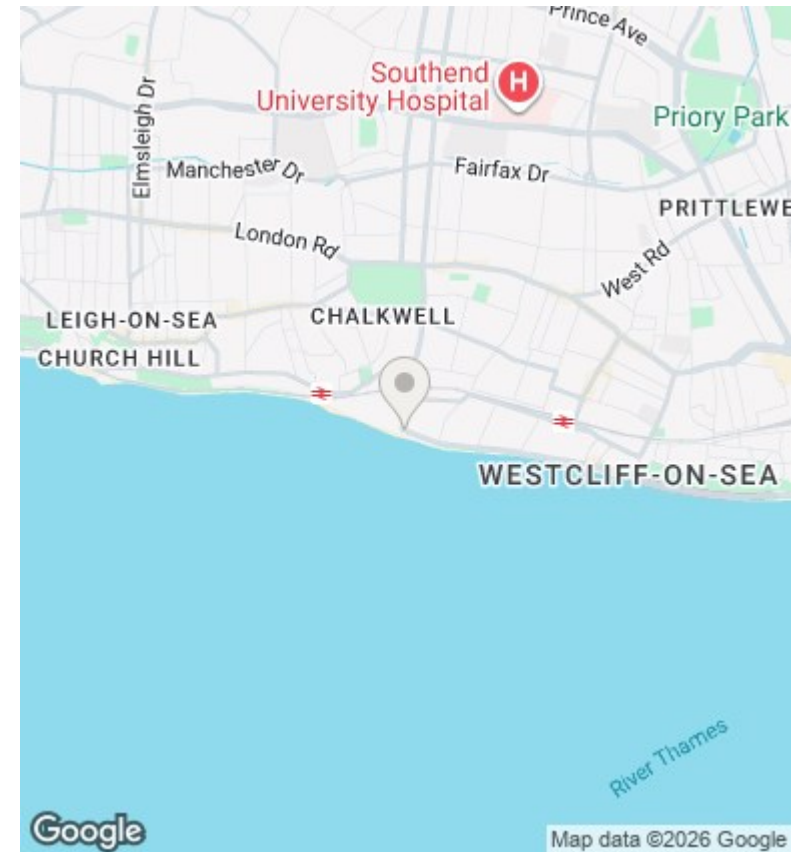 Prince Ave
Southend
University Hospital
H
Priory Park
Elmsleigh Dr
Manchester Dr
Fairfax Dr
PRITTLEWE
London Rd
West Rd
LEIGH-ON-SEA
CHALKWELL
CHURCH HILL
WESTCLIFF-ON-SEA
River Thames
Google
Map data ©2026 Google